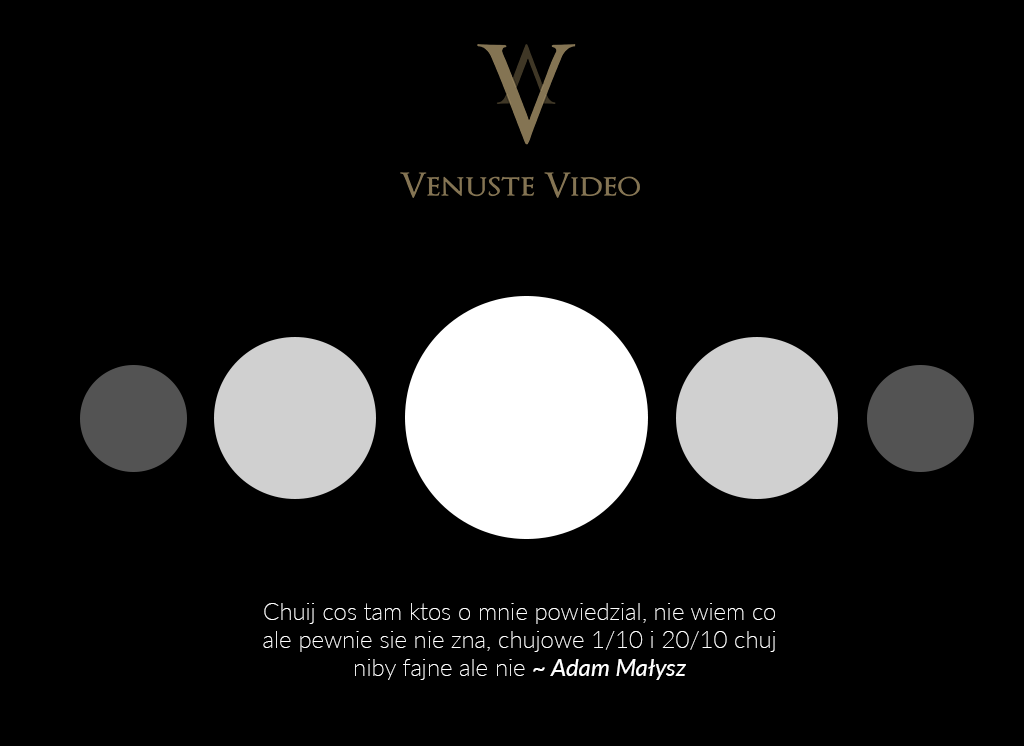 VENUSTE VIDEO
Chuij cos tam ktos o mnie powiedzial, nie wiem co
ale pewnie sie nie zna, chujowe 1/10 i 20/10 chuj
niby fajne ale nie ~ Adam Małysz